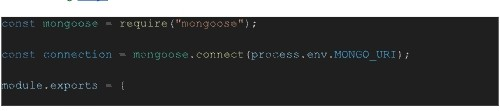 const mongoose = require("mongoose");
const connection = mongoose.connect(process.env.MONGO_URI);
module.exports = {